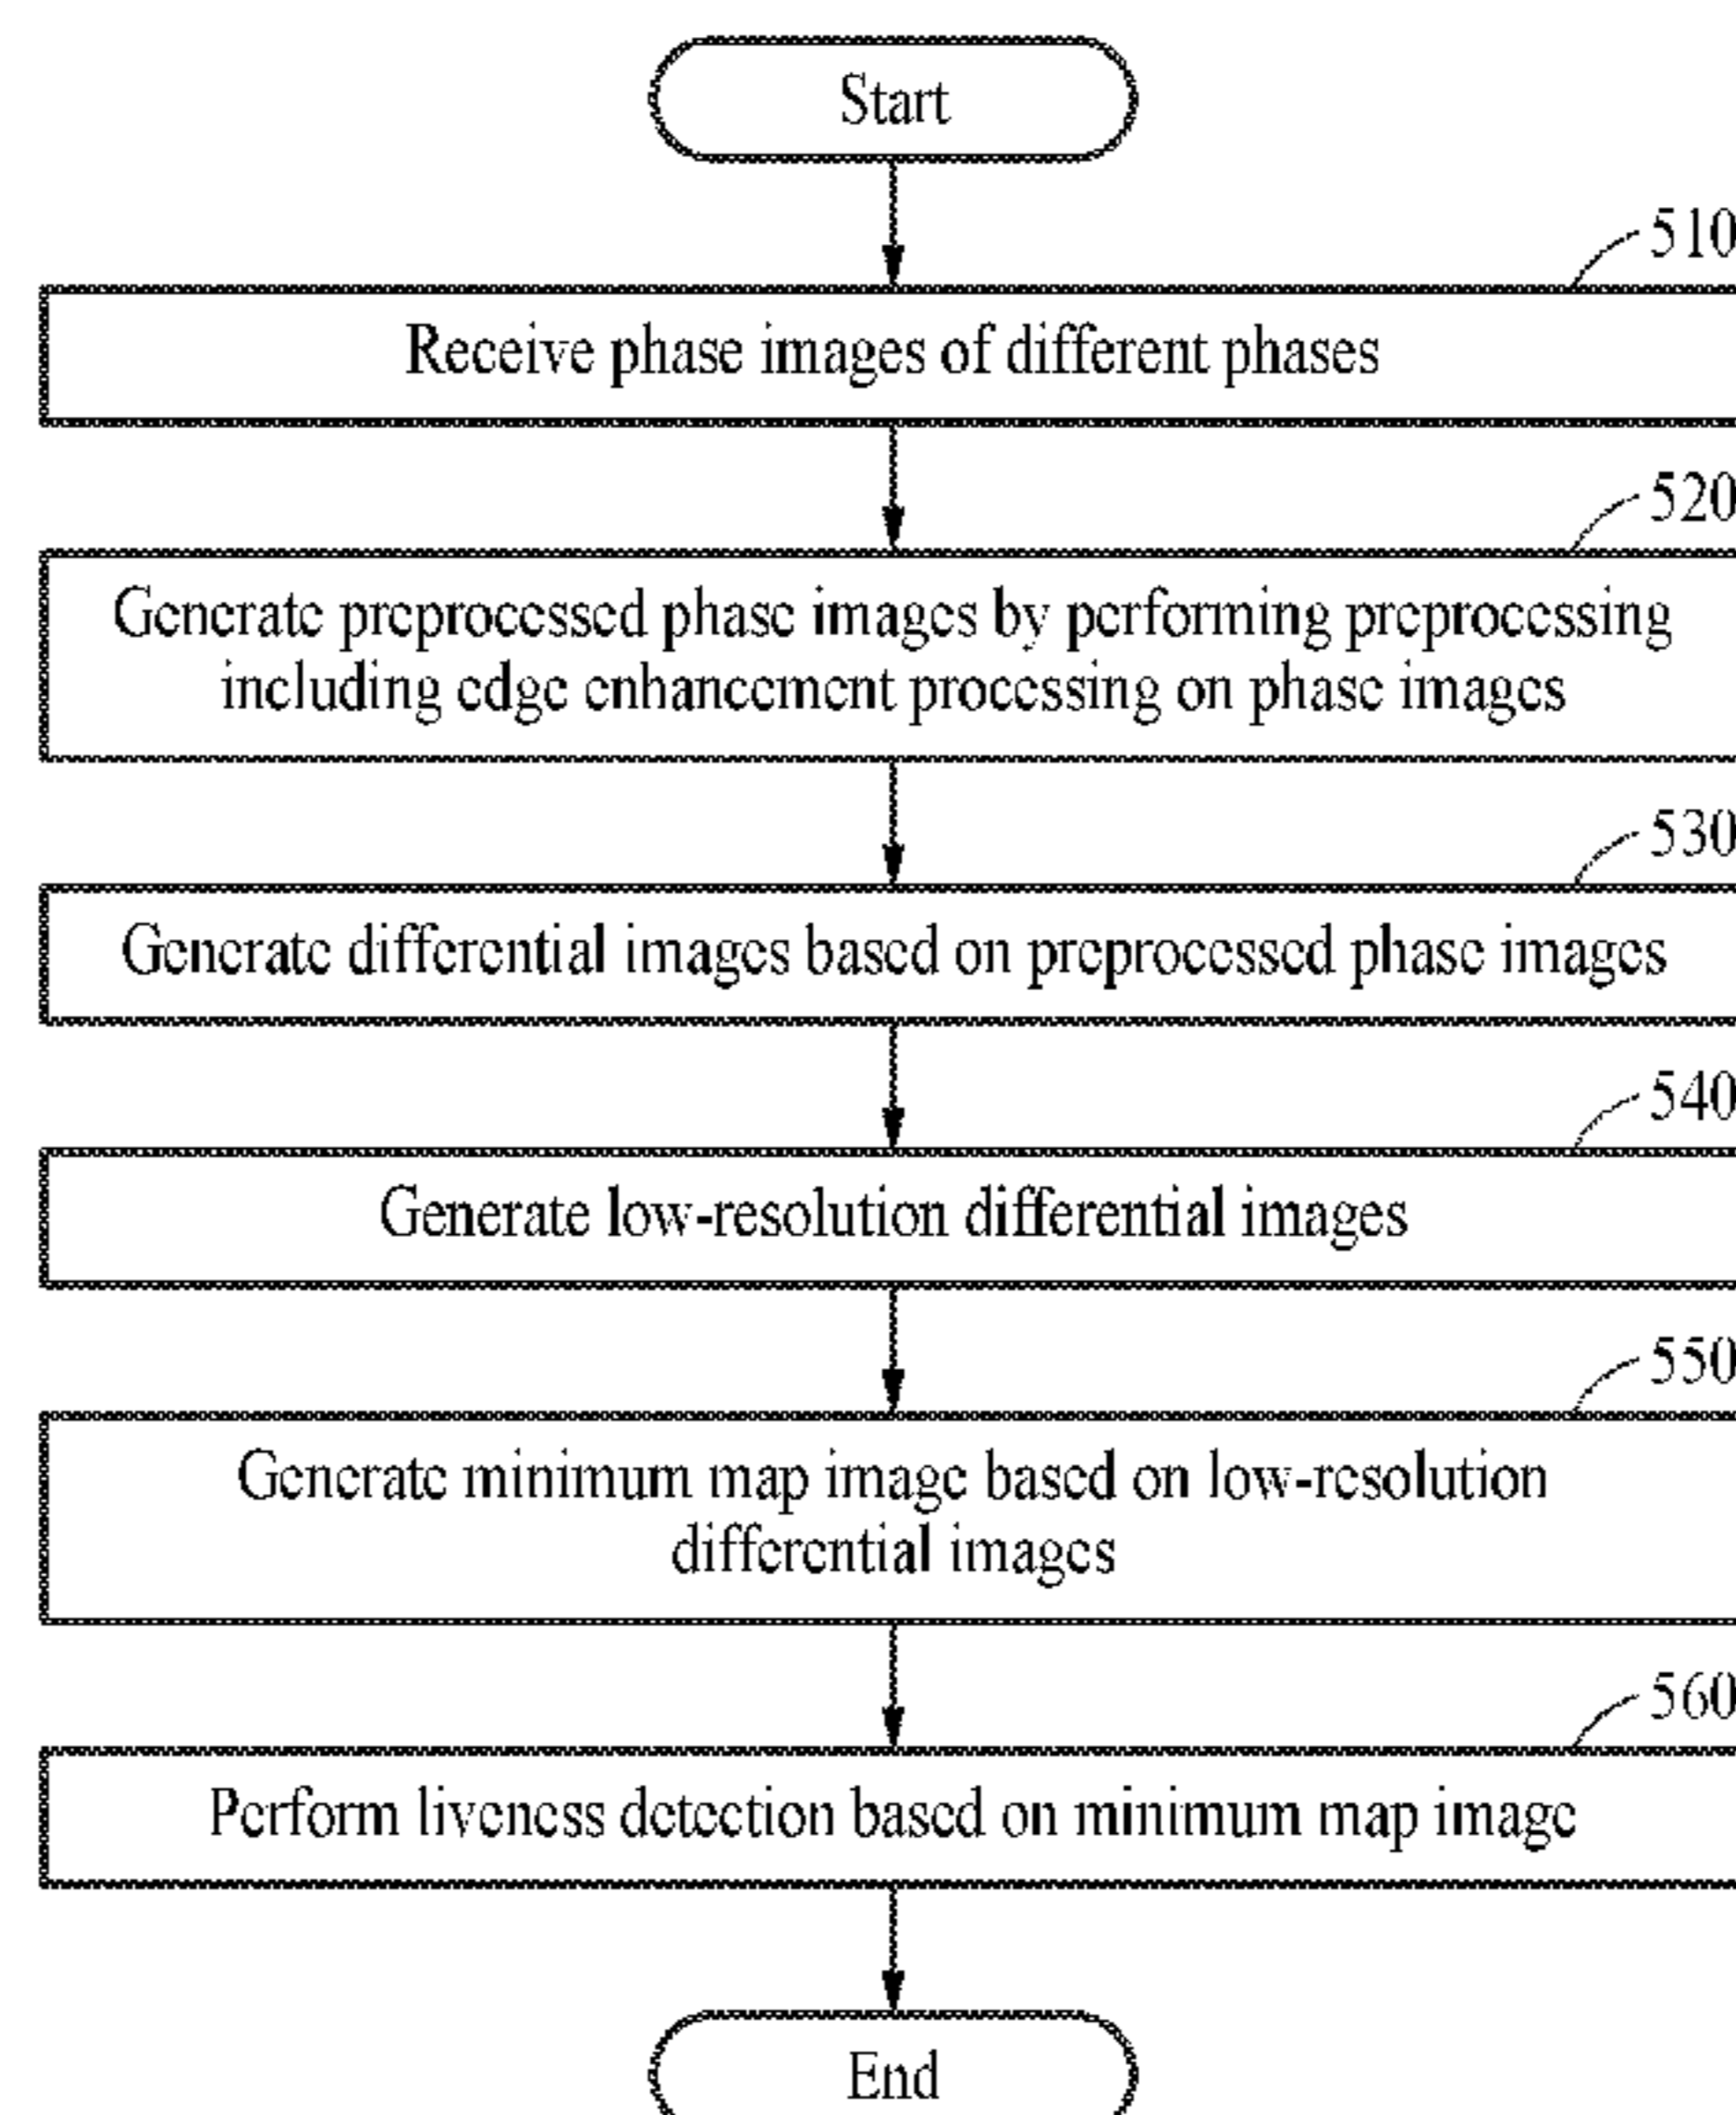 Start
510
Receive phase images of different phases
520
Generate preprocessed phase images by performing preprocessing
including edge enhancement processing on phase images
530
Generate differential images based on preprocessed phase images
540
Generate low-resolution differential images
550
Generate minimum map image based on low-resolution
differential images
560
Perform liveness detection based on minimum map image
End